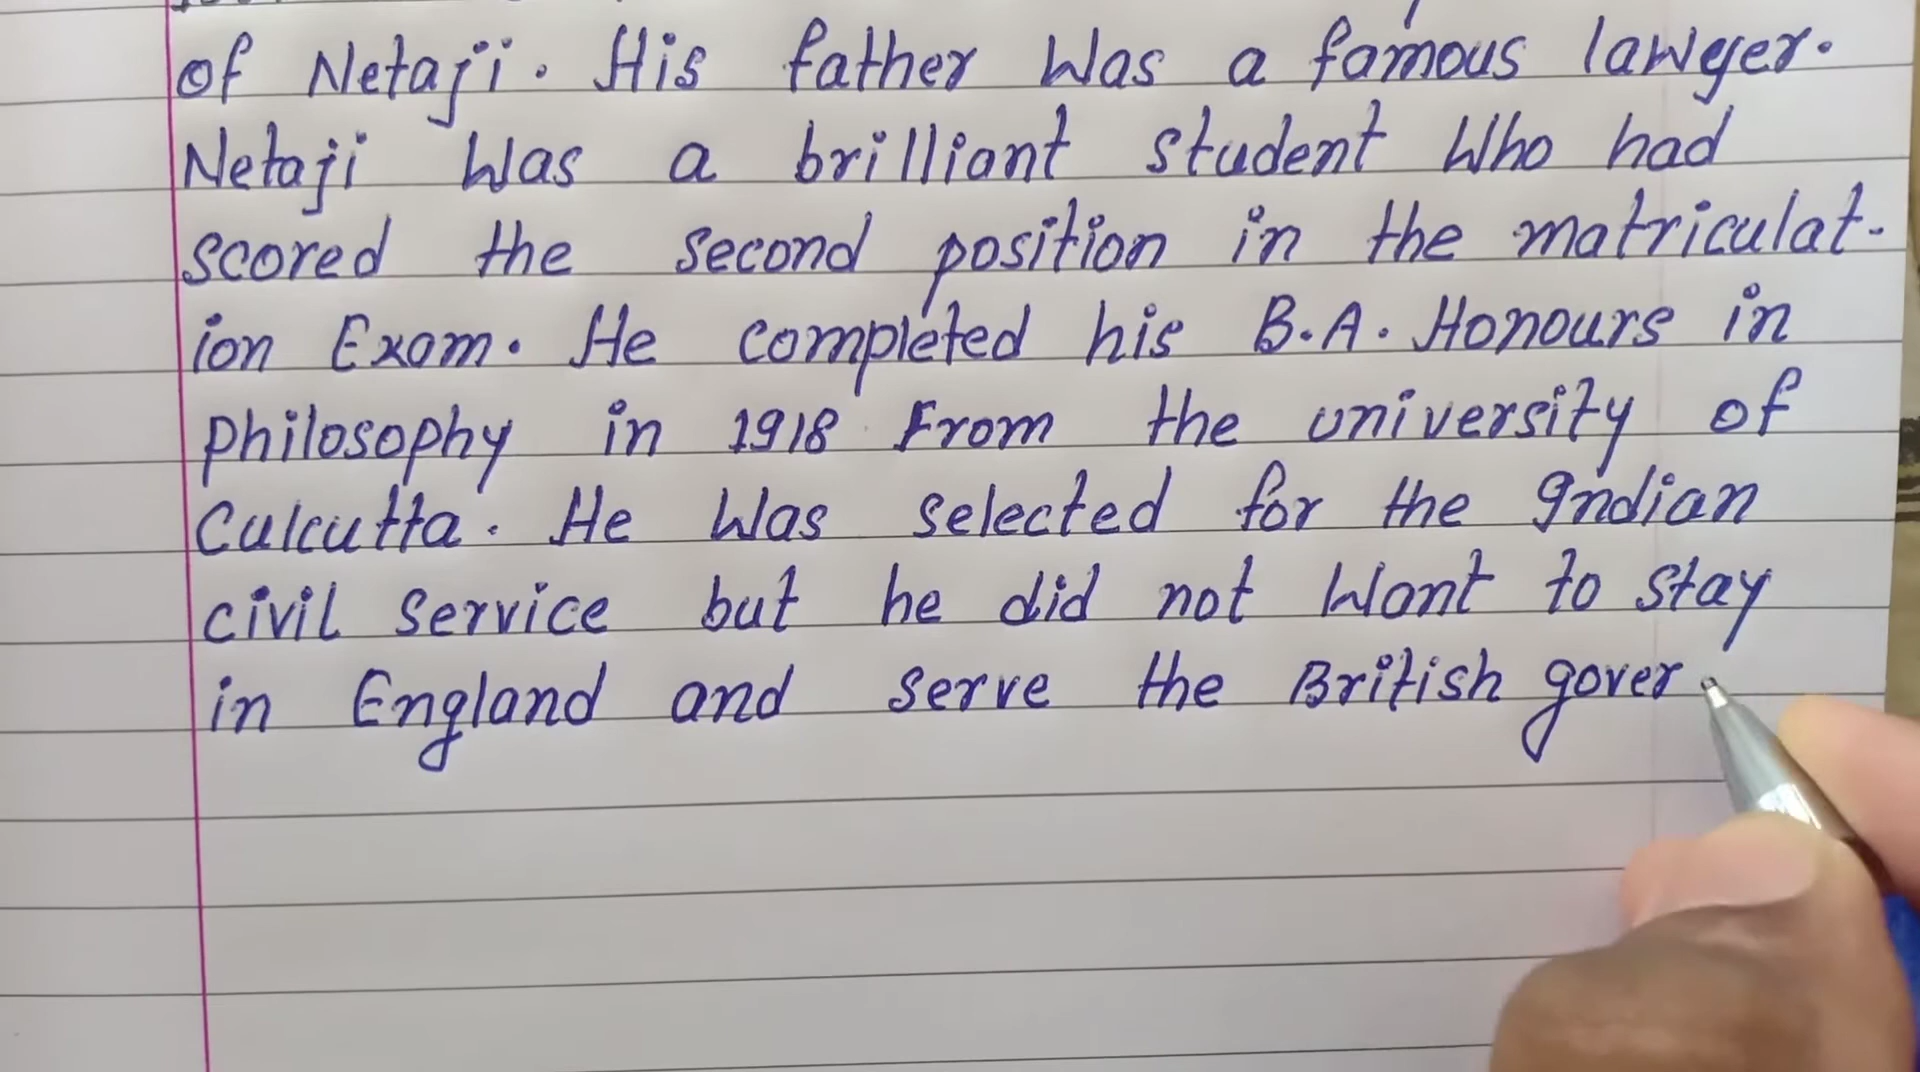 of Netaji. His father was a famous lawyer.
Netaji was a brilliant student who had
scored the second position in the matriculat-
ion Exam. He completed his B.A. Honours in
philosophy in 1918 From the university of
Culcutta. He was selected for the Indian
civil service but he did not want to stay
in England and serve the British gover